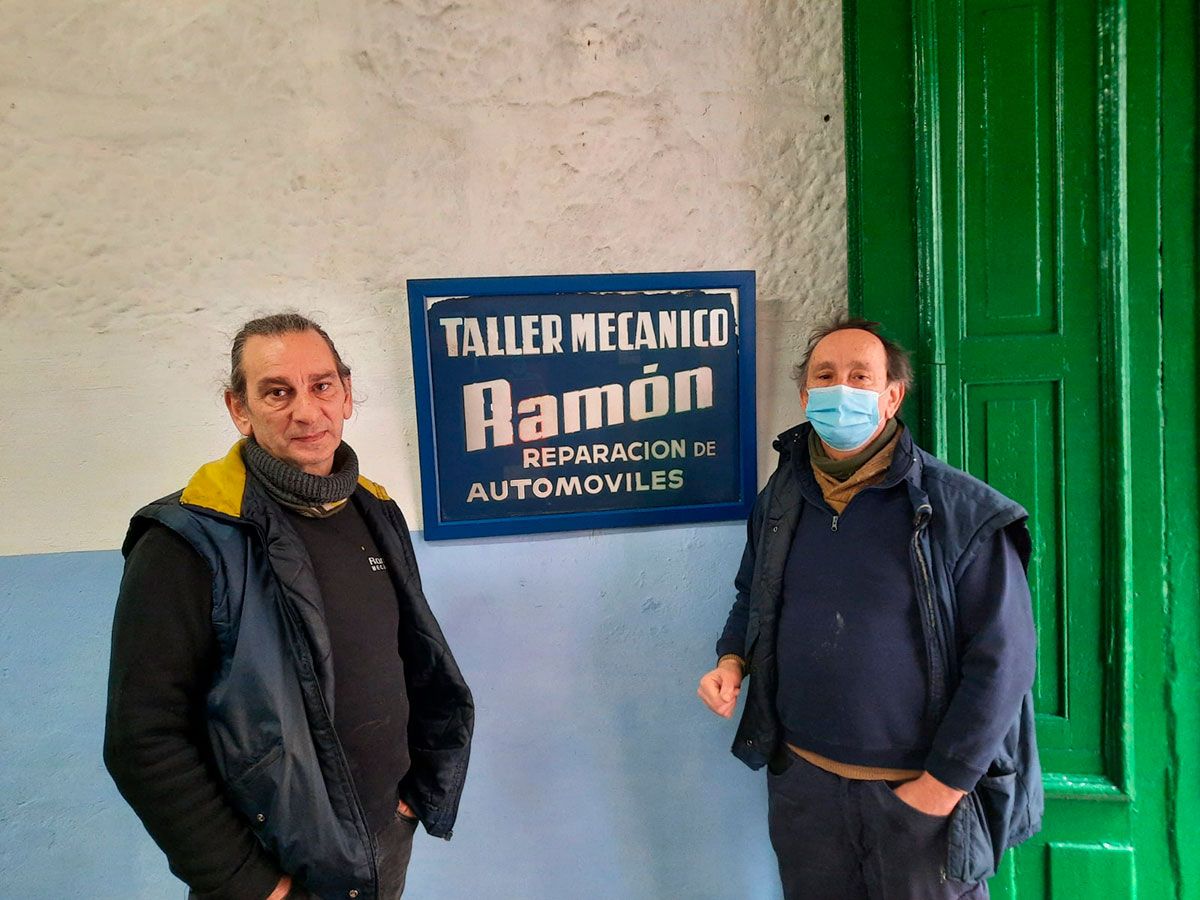 TALLER MECANICO
Ramón
REPARACION DE
AUTOMOVILES